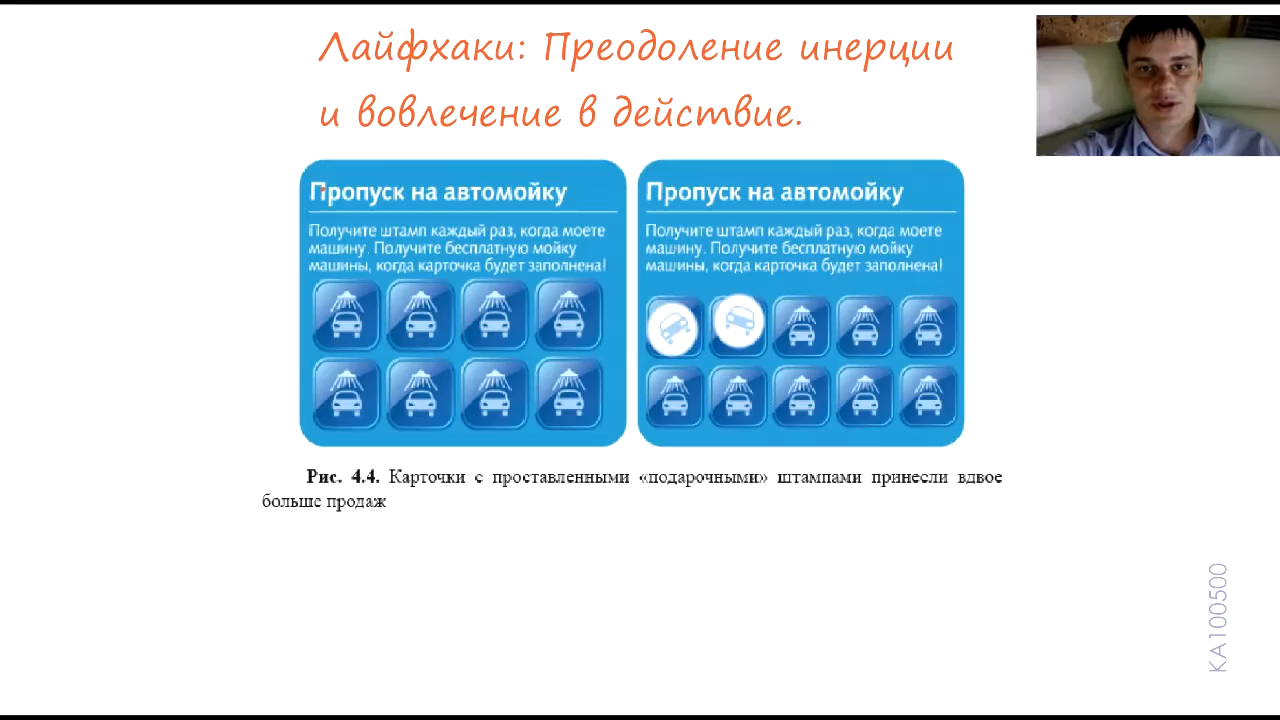 Лайфхаки: Преодоление инерции
и вовлечение в действие.
Пропуск на автомойку
Получите штамп каждый раз, когда моете
машину. Получите бесплатную мойку
машины, когда карточка будет заполнена!
Пропуск на автомойку
Получите штамп каждый раз, когда моете
машину. Получите бесплатную мойку
машины, когда карточка будет заполнена!
Рис. 4.4. Карточки с проставленными «подарочными» штампами принесли вдвое
больше продаж
KA100500